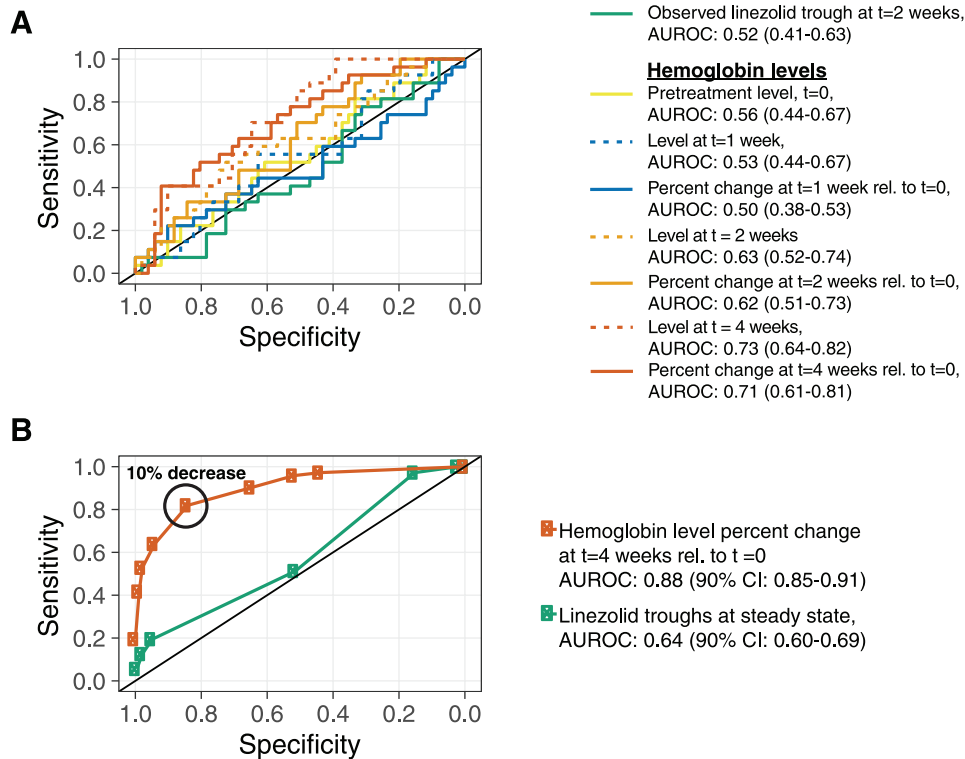 A
Sensitivity
1.0
0.8
0.6
0.4
0.2
0.0
1.0 0.8 0.6 0.4 0.2 0.0
Specificity
Observed linezolid trough at t=2 weeks,
AUROC: 0.52 (0.41-0.63)
Hemoglobin levels
Pretreatment level, t=0,
AUROC: 0.56 (0.44-0.67)
Level at t=1 week,
AUROC: 0.53 (0.44-0.67)
Percent change at t=1 week rel. to t=0,
AUROC: 0.50 (0.38-0.53)
Level at t = 2 weeks
AUROC: 0.63 (0.52-0.74)
Percent change at t=2 weeks rel. to t=0,
AUROC: 0.62 (0.51-0.73)
Level at t = 4 weeks,
AUROC: 0.73 (0.64-0.82)
Percent change at t=4 weeks rel. to t=0,
AUROC: 0.71 (0.61-0.81)
B
Sensitivity
1.0
0.8
0.6
0.4
0.2
0.0
10% decrease
1.0 0.8 0.6 0.4 0.2 0.0
Specificity
Hemoglobin level percent change
at t=4 weeks rel. to t =0
AUROC: 0.88 (90% CI: 0.85-0.91)
Linezolid troughs at steady state,
AUROC: 0.64 (90% CI: 0.60-0.69)